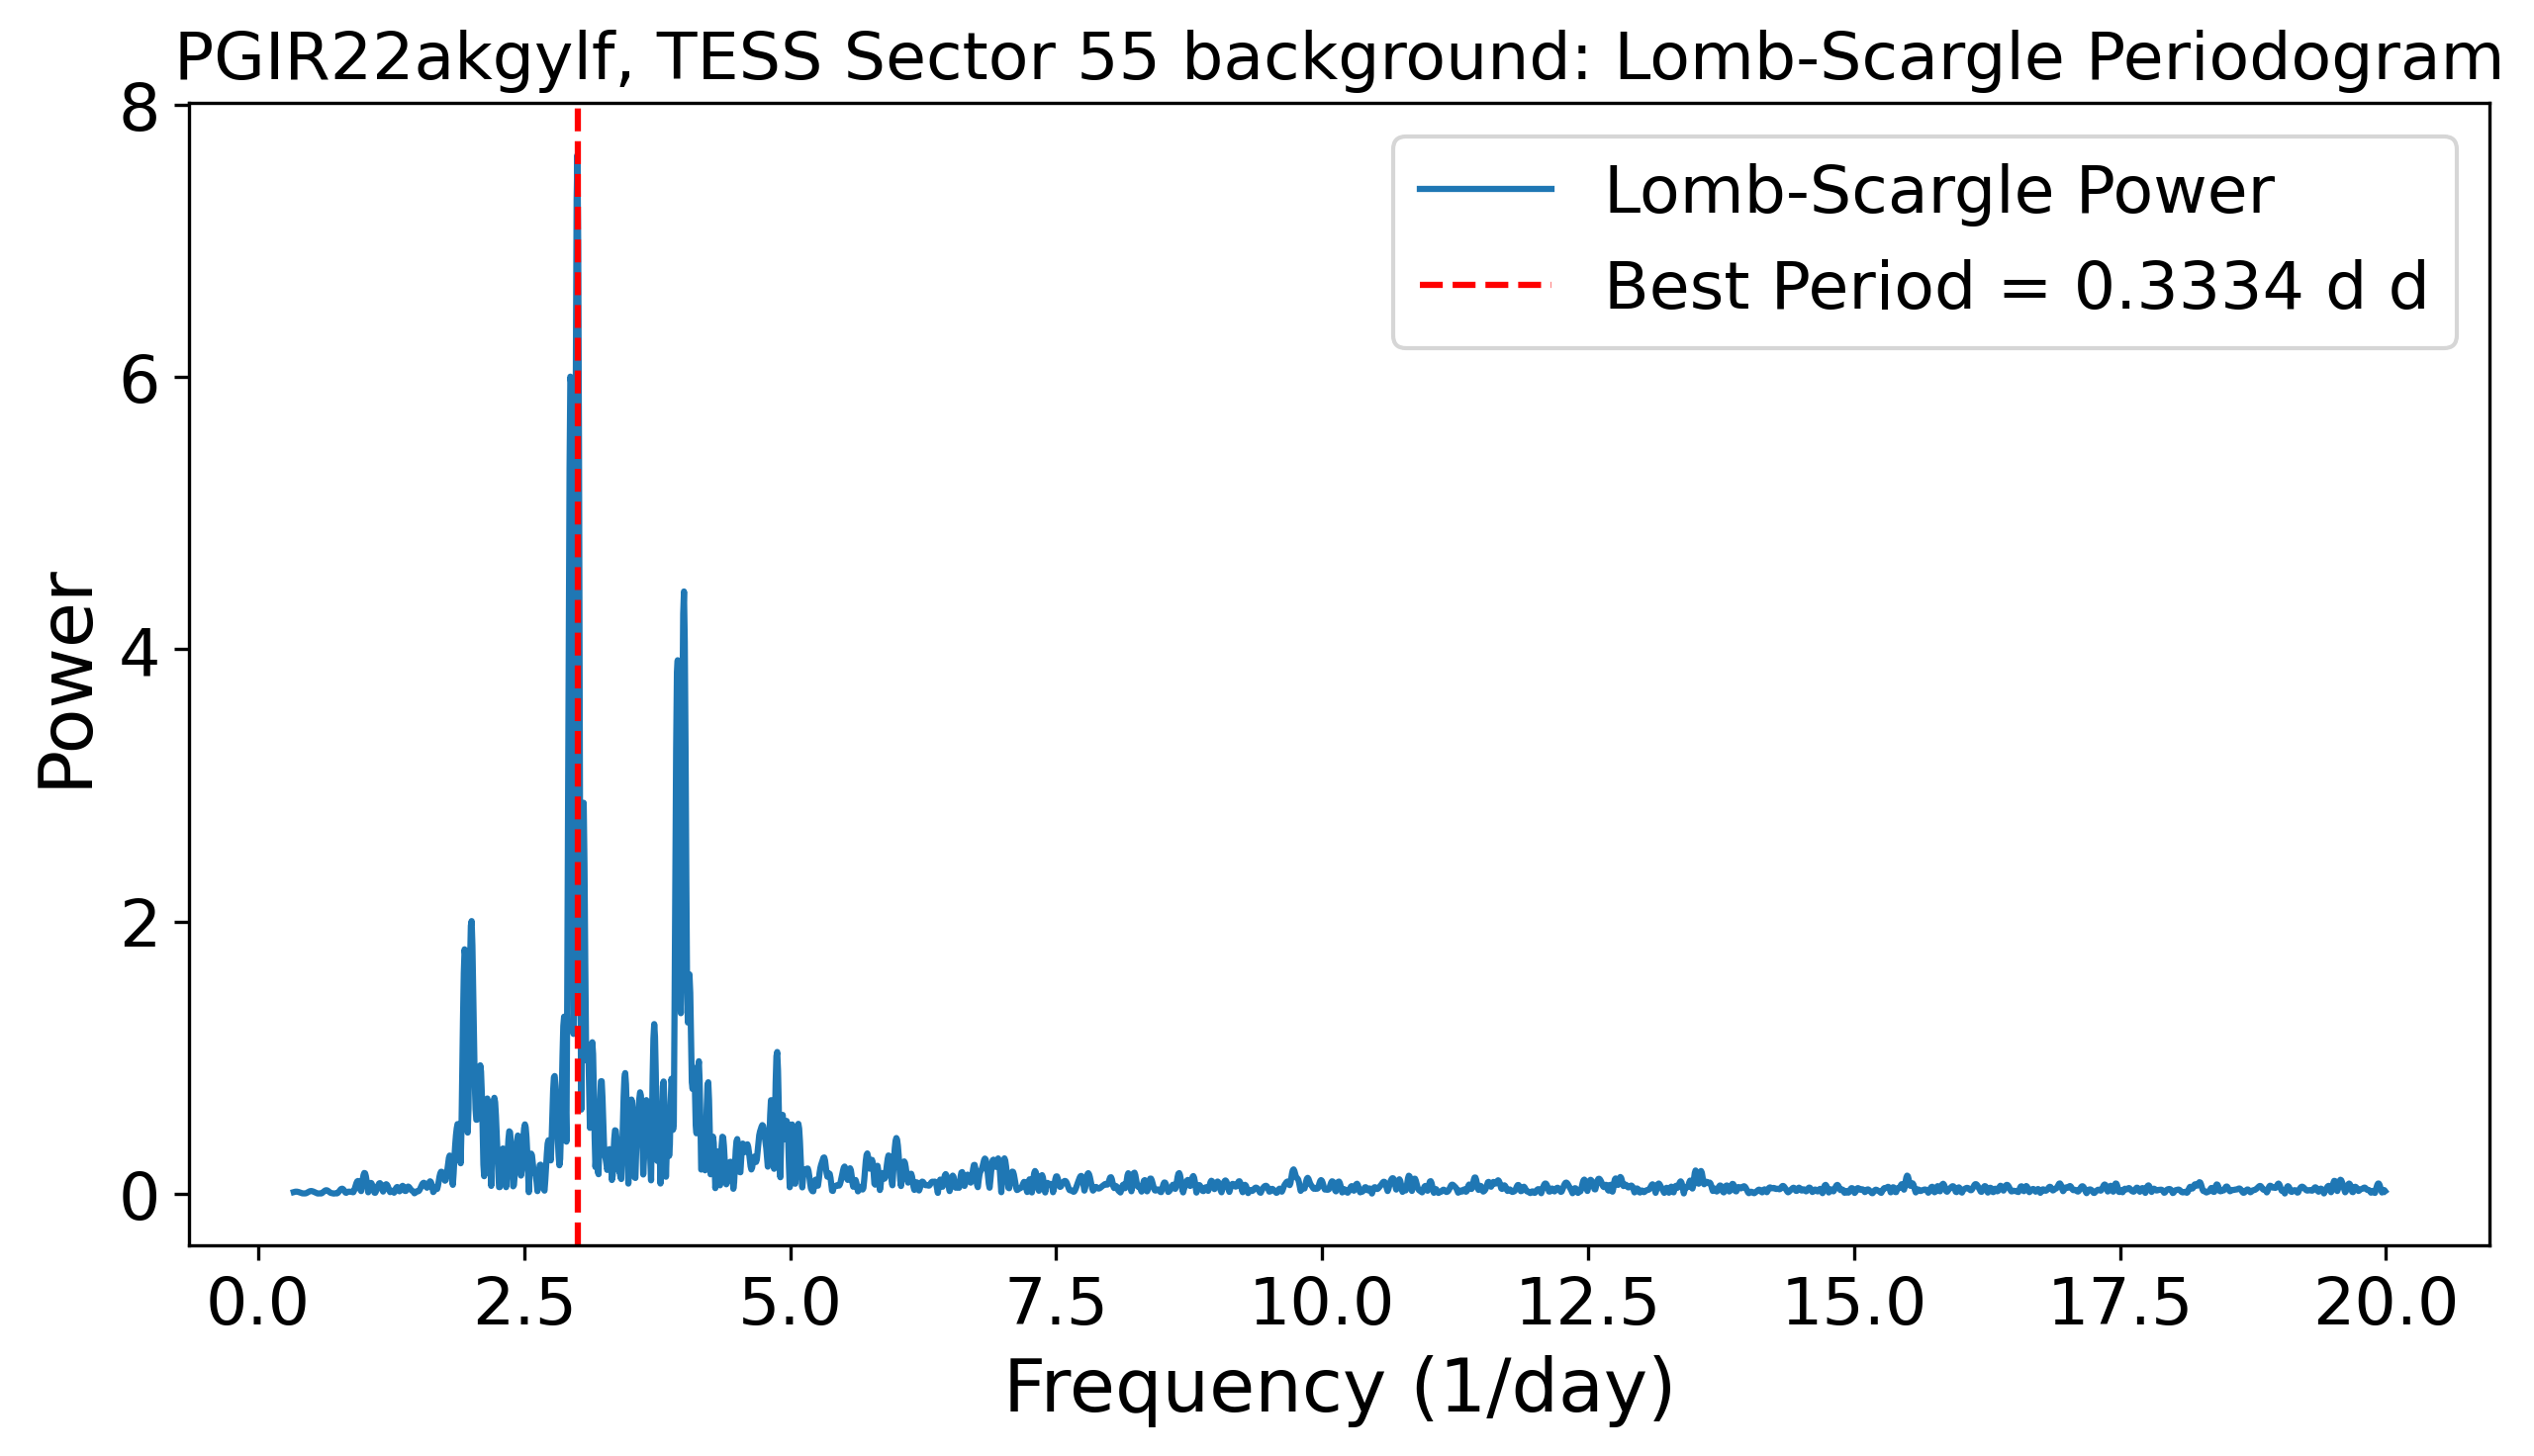 PGIR22akgylf, TESS Sector 55 background: Lomb-Scargle Periodogram
8
6
4
2
0
Power
Lomb-Scargle Power
Best Period = 0.3334 d d
0.0 2.5 5.0 7.5 10.0 12.5 15.0 17.5 20.0
Frequency (1/day)